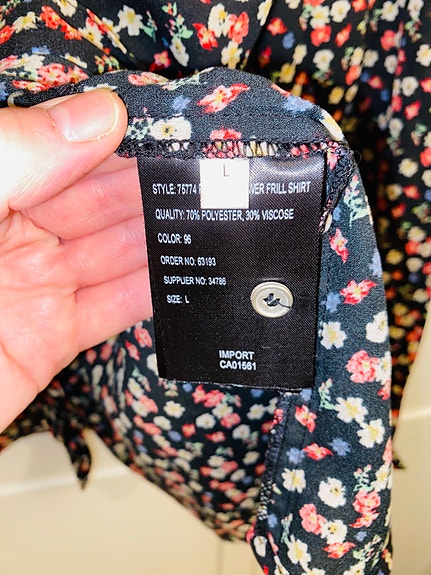 L
STYLE: 75774 FRILL SHIRT
QUALITY: 70% POLYESTER, 30% VISCOSE
COLOR: 96
ORDER NO: 63193
SUPPLIER NO: 34786
SIZE: L
IMPORT
CA01561